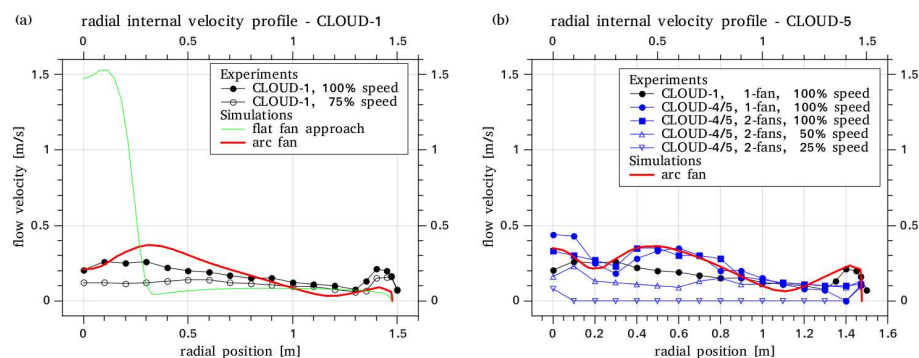 (a) radial internal velocity profile - CLOUD-1
0 0.5 1 1.5
1.5 1.5
1 1
0.5 0.5
0 0
flow velocity [m/s]
Experiments
CLOUD-1, 100% speed
CLOUD-1, 75% speed
Simulations
flat fan approach
arc fan
0 0.5 1.0 1.5
radial position [m]
(b) radial internal velocity profile - CLOUD-5
0 0.5 1 1.5
1.5 1.5
1 1
0.5 0.5
0 0
flow velocity [m/s]
Experiments
CLOUD-1, 1-fan, 100% speed
CLOUD-4/5, 1-fan, 100% speed
CLOUD-4/5, 2-fans, 100% speed
CLOUD-4/5, 2-fans, 50% speed
CLOUD-4/5, 2-fans, 25% speed
Simulations
arc fan
0 0.2 0.4 0.6 0.8 1 1.2 1.4 1.6
radial position [m]